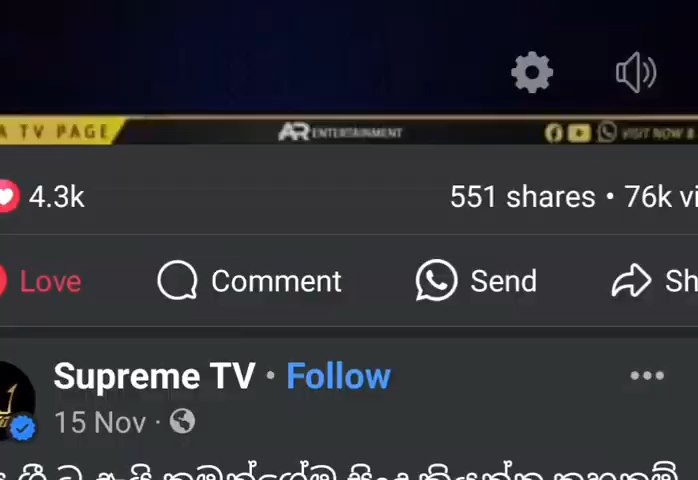 A TV PAGE AR ENTERTAINMENT VISIT NOW
4.3k 551 shares • 76k vi
Love Comment Send Sh
Supreme TV • Follow
15 Nov ·